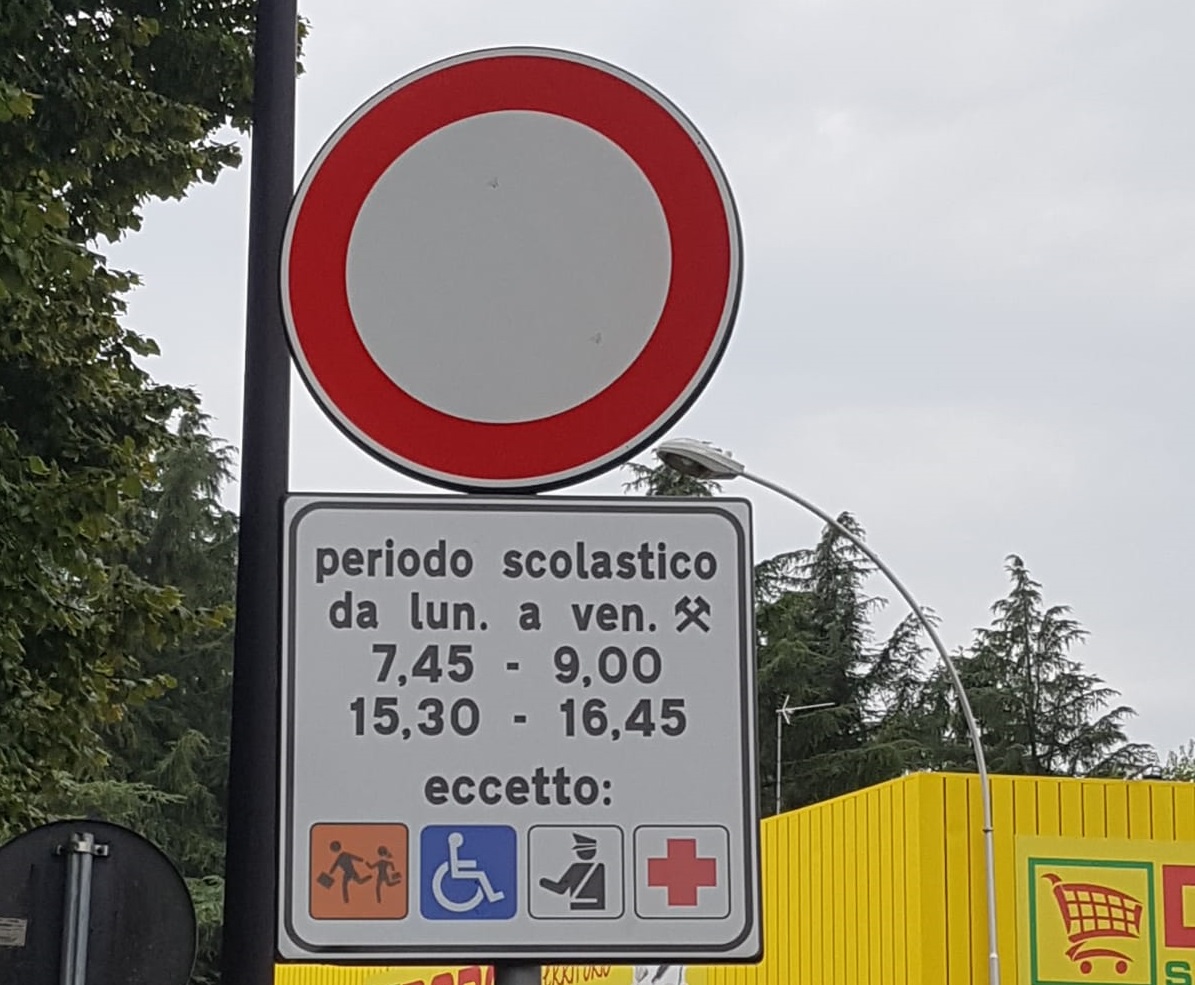 periodo scolastico
da lun. a ven. ⚒
7,45 - 9,00
15,30 - 16,45
eccetto: